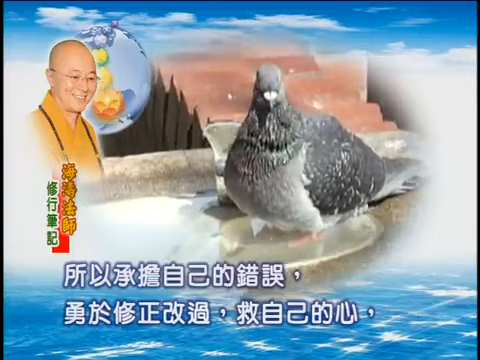 海濤法師
修行筆記
所以承擔自己的錯誤，
勇於修正改過，救自己的心，